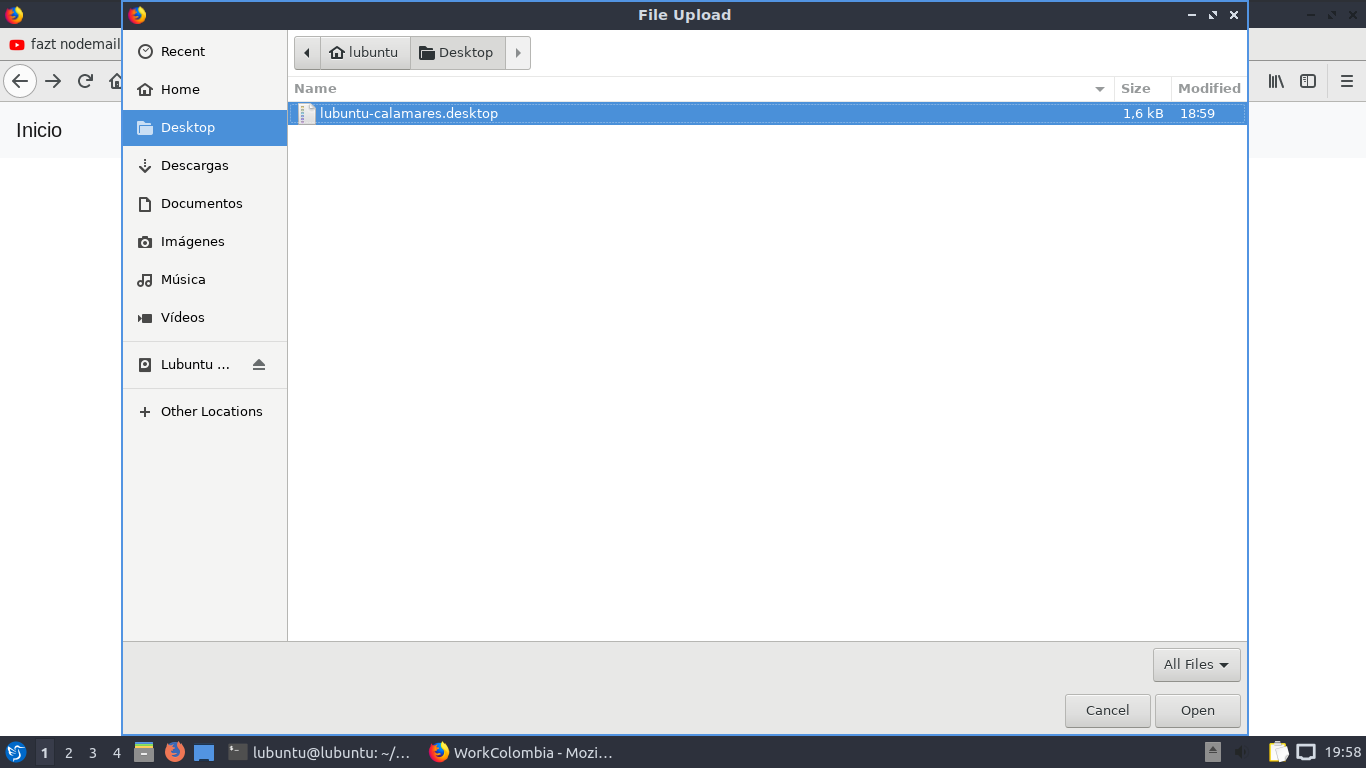 File Upload
fazt nodemail
Recent
Home
Desktop
Descargas
Documentos
Imágenes
Música
Vídeos
Lubuntu ...
Other Locations
lubuntu Desktop
Name Size Modified
lubuntu-calamares.desktop 1,6 kB 18:59
Inicio
All Files
Cancel Open
1 2 3 4 lubuntu@lubuntu: ~/... WorkColombia - Mozi... 19:58